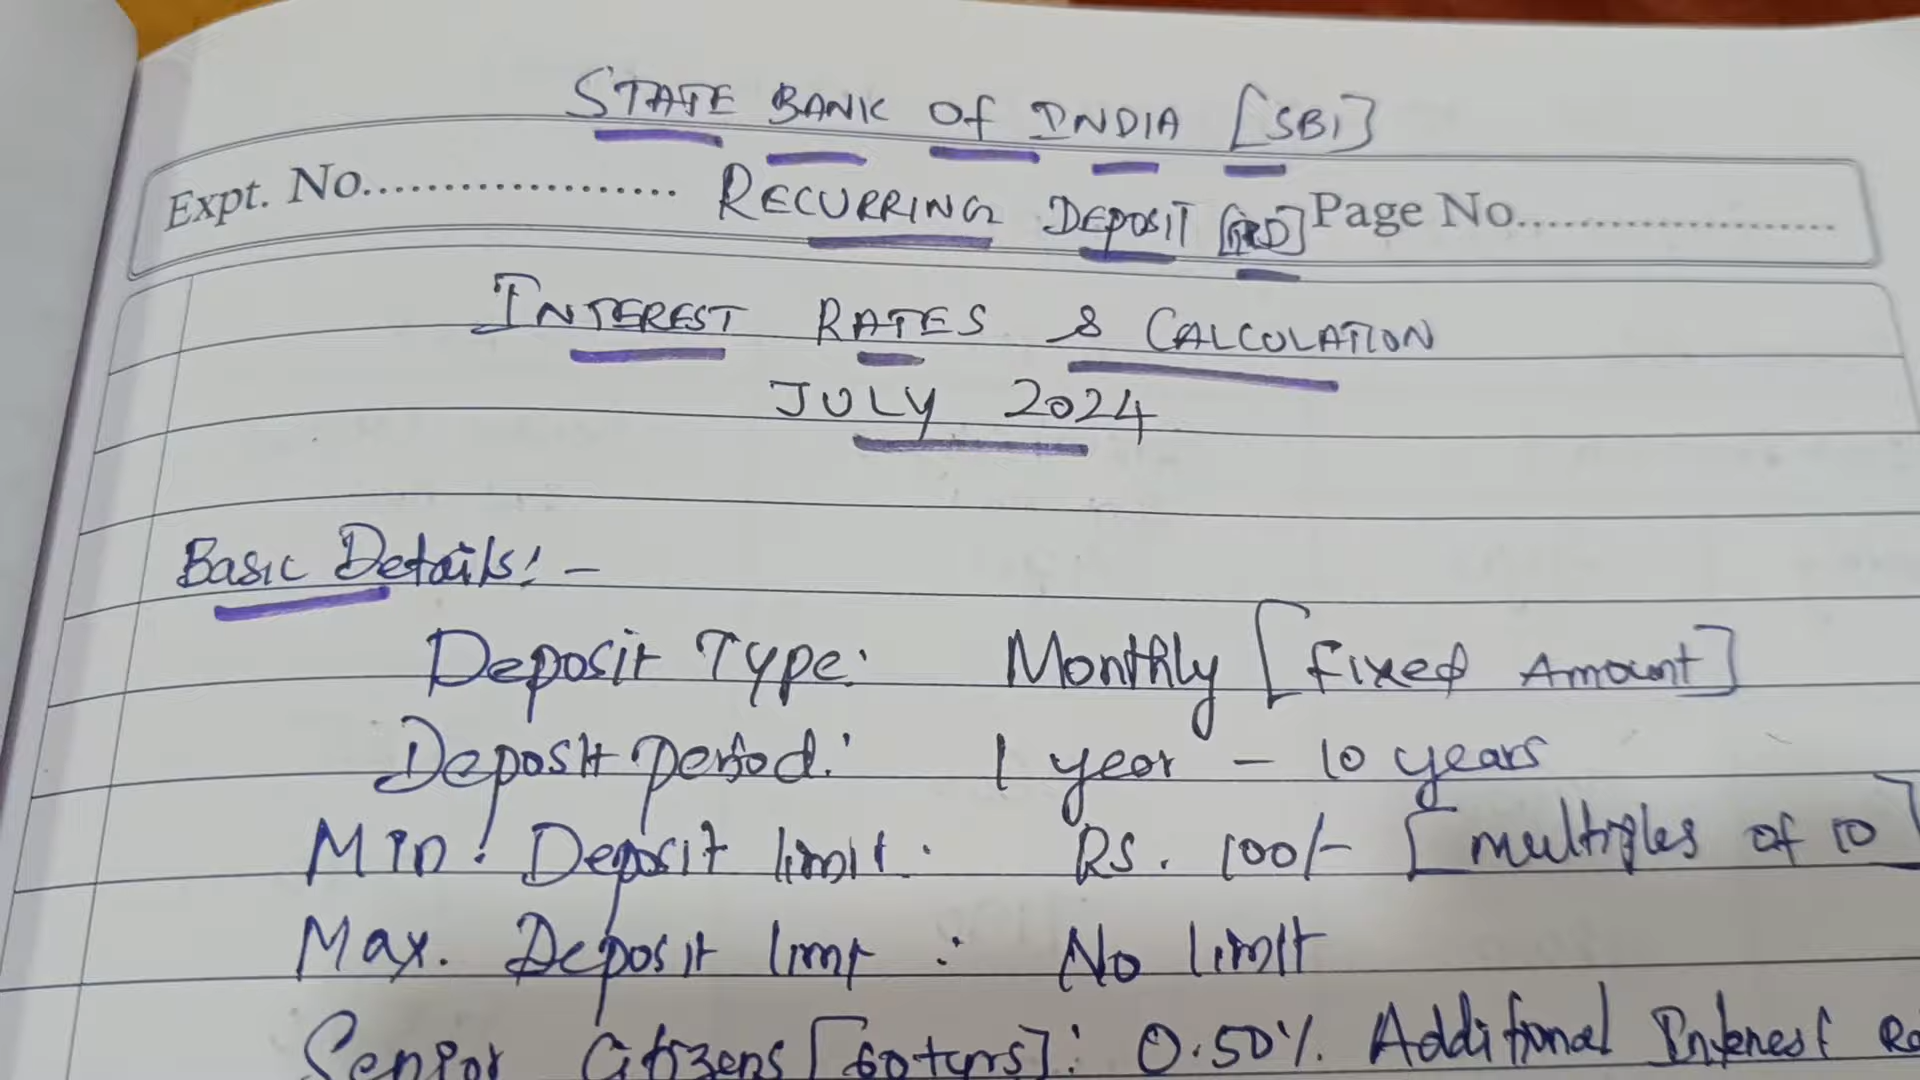 STATE BANK Of INDIA [SBI]
Expt. No.................... RECURRING DEPOSIT [RD] Page No......................
INTEREST RATES & CALCULATION
JULY 2024
Basic Details:-
Deposit Type: Monthly [fixed Amount]
Deposit period: 1 year - 10 years
Min. Deposit limit: Rs. 100/- [multiples of 10]
Max. Deposit limit : No limit
Senior Citizens [60+yrs]: 0.50% Additional Interest